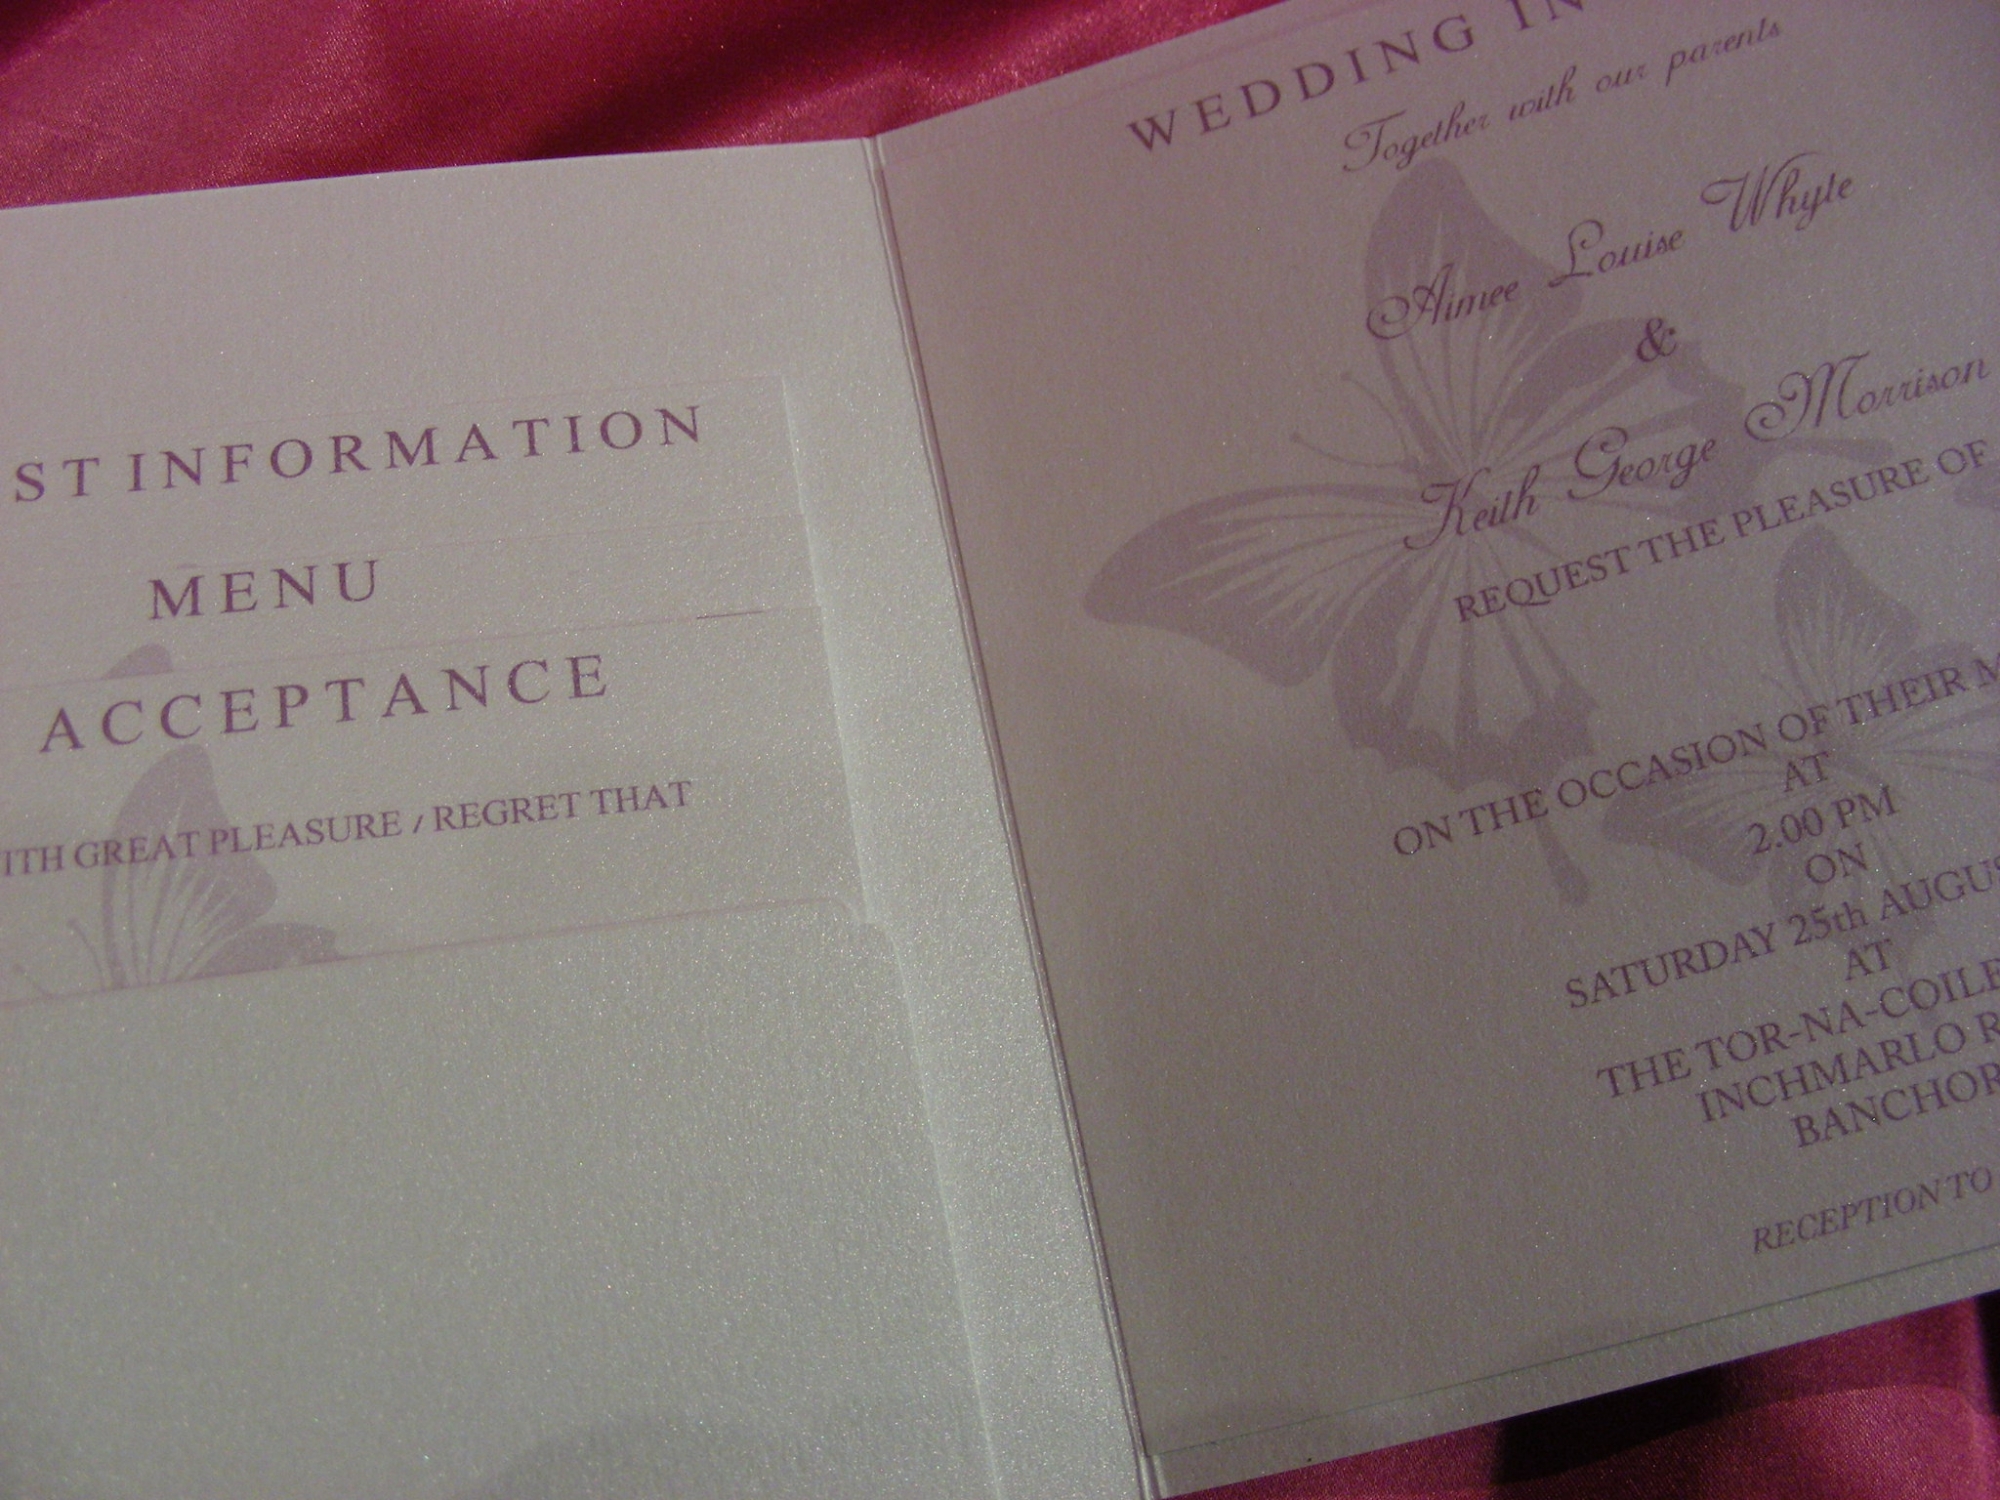 ST INFORMATION
MENU
ACCEPTANCE
ITH GREAT PLEASURE / REGRET THAT
WEDDING IN
Together with our parents
Aimee Louise Whyte
&
Keith George Morrison
REQUEST THE PLEASURE OF
ON THE OCCASION OF THEIR M
AT
2.00 PM
ON
SATURDAY 25th AUGUS
AT
THE TOR-NA-COILE
INCHMARLO R
BANCHOR
RECEPTION TO